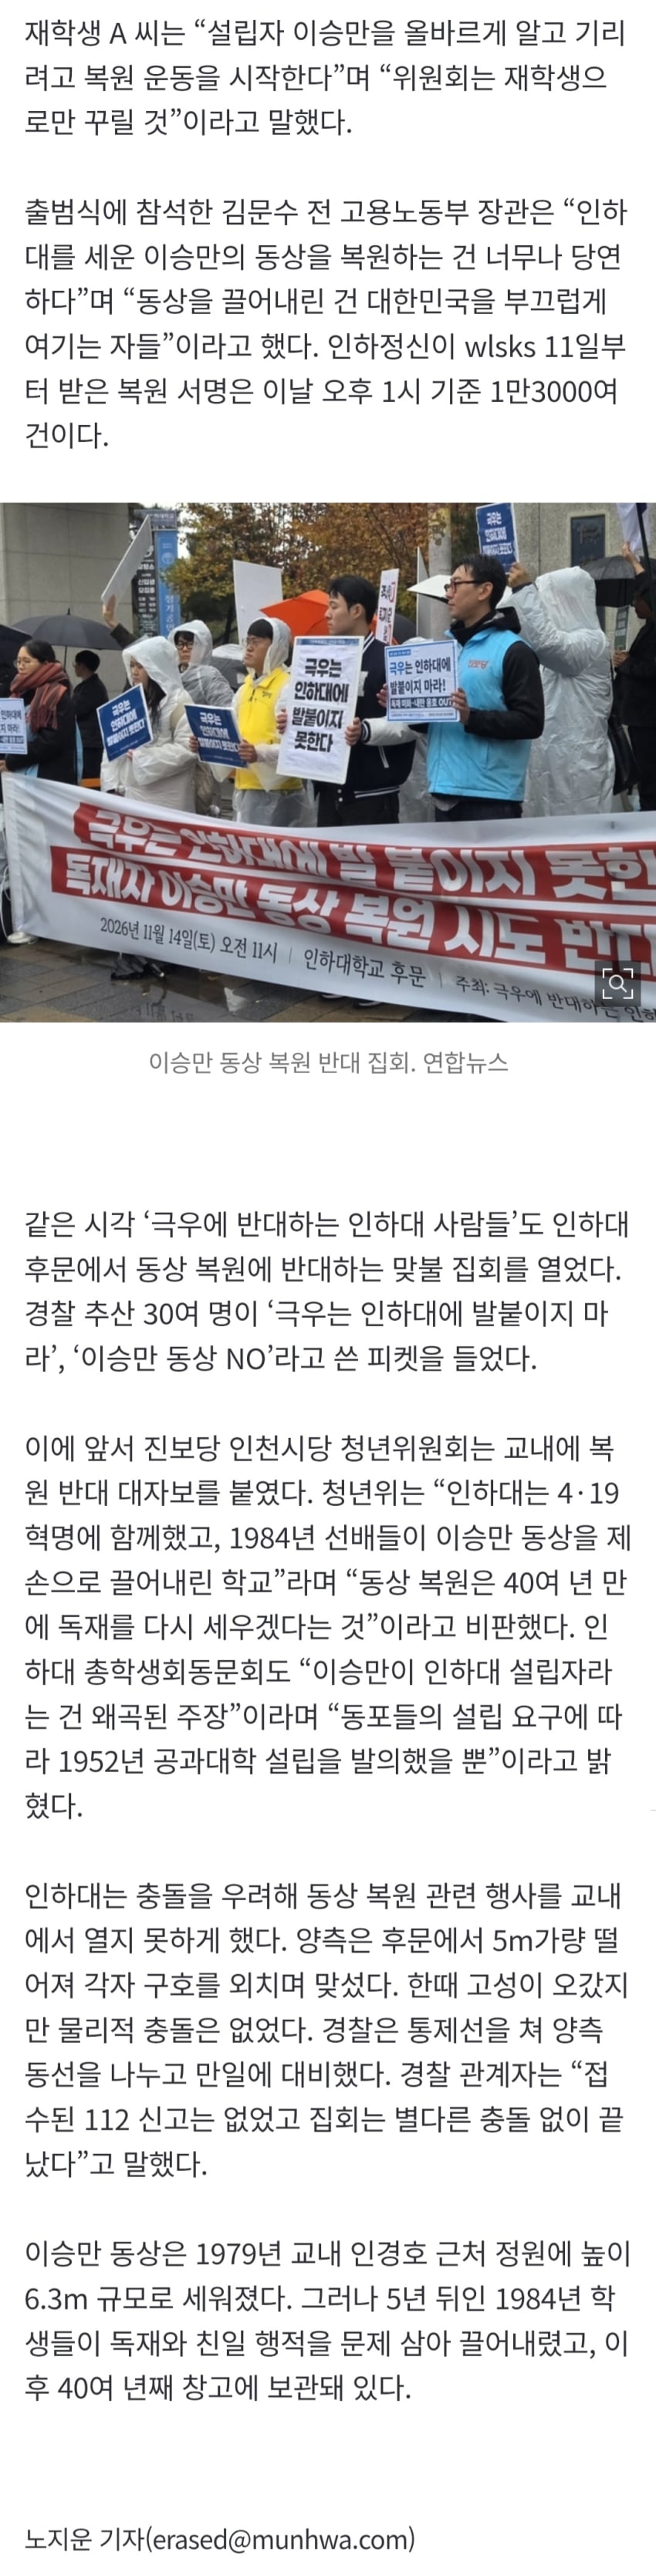 재학생 A 씨는 “설립자 이승만을 올바르게 알고 기리
려고 복원 운동을 시작한다”며 “위원회는 재학생으
로만 꾸릴 것”이라고 말했다.
출범식에 참석한 김문수 전 고용노동부 장관은 “인하
대를 세운 이승만의 동상을 복원하는 건 너무나 당연
하다”며 “동상을 끌어내린 건 대한민국을 부끄럽게
여기는 자들”이라고 했다. 인하정신이 wlsks 11일부
터 받은 복원 서명은 이날 오후 1시 기준 1만3000여
건이다.
극우는
인하대에
발붙이지
못한다
극우는 인하대에
발붙이지 마라!
극우는
인하대에
발붙이지 못한다
극우는
인하대에
발붙이지 못한다
극우는 인하대에 발 붙이지 못한
독재자 이승만 동상 복원 시도 반대
2026년 11월 14일(토) 오전 11시 | 인하대학교 후문 | 주최: 극우에 반대하는 인하
이승만 동상 복원 반대 집회. 연합뉴스
같은 시각 ‘극우에 반대하는 인하대 사람들’도 인하대
후문에서 동상 복원에 반대하는 맞불 집회를 열었다.
경찰 추산 30여 명이 ‘극우는 인하대에 발붙이지 마
라’, ‘이승만 동상 NO’라고 쓴 피켓을 들었다.
이에 앞서 진보당 인천시당 청년위원회는 교내에 복
원 반대 대자보를 붙였다. 청년위는 “인하대는 4·19
혁명에 함께했고, 1984년 선배들이 이승만 동상을 제
손으로 끌어내린 학교”라며 “동상 복원은 40여 년 만
에 독재를 다시 세우겠다는 것”이라고 비판했다. 인
하대 총학생회동문회도 “이승만이 인하대 설립자라
는 건 왜곡된 주장”이라며 “동포들의 설립 요구에 따
라 1952년 공과대학 설립을 발의했을 뿐”이라고 밝
혔다.
인하대는 충돌을 우려해 동상 복원 관련 행사를 교내
에서 열지 못하게 했다. 양측은 후문에서 5m가량 떨
어져 각자 구호를 외치며 맞섰다. 한때 고성이 오갔지
만 물리적 충돌은 없었다. 경찰은 통제선을 쳐 양측
동선을 나누고 만일에 대비했다. 경찰 관계자는 “접
수된 112 신고는 없었고 집회는 별다른 충돌 없이 끝
났다”고 말했다.
이승만 동상은 1979년 교내 인경호 근처 정원에 높이
6.3m 규모로 세워졌다. 그러나 5년 뒤인 1984년 학
생들이 독재와 친일 행적을 문제 삼아 끌어내렸고, 이
후 40여 년째 창고에 보관돼 있다.
노지운 기자(erased@munhwa.com)